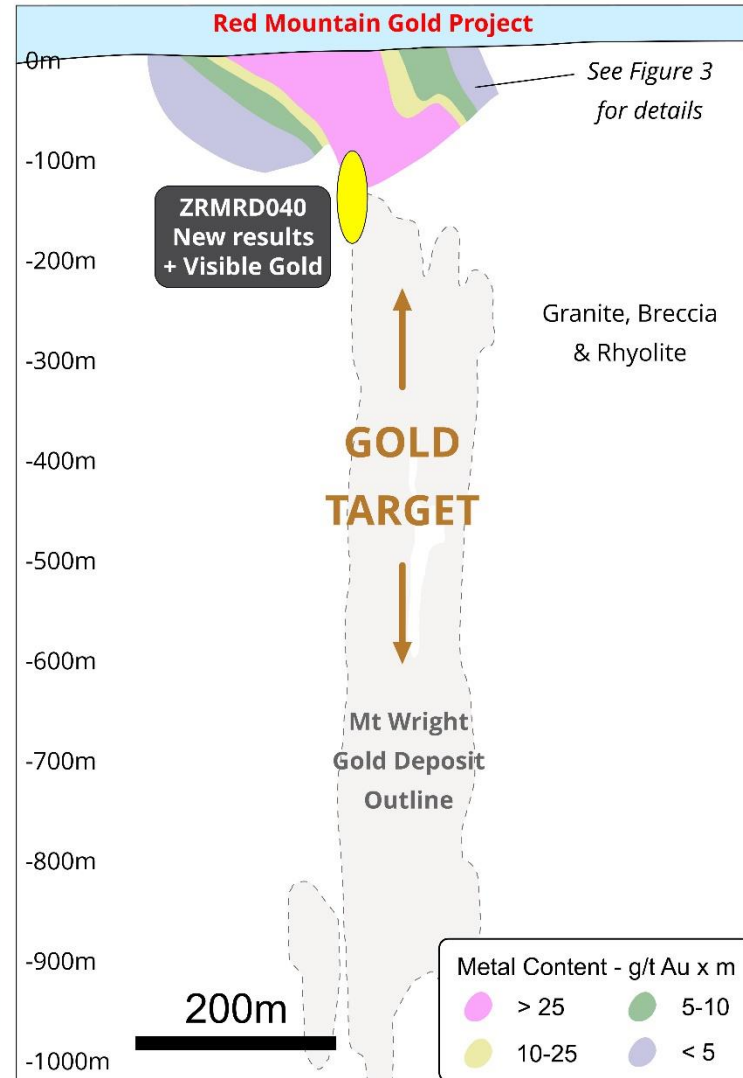 Red Mountain Gold Project
0m
See Figure 3
for details
-100m
ZRMRD040
New results
+ Visible Gold
-200m
Granite, Breccia
& Rhyolite
-300m
-400m
GOLD
TARGET
-500m
-600m
Mt Wright
Gold Deposit
Outline
-700m
-800m
-900m
200m
-1000m
Metal Content - g/t Au x m
> 25
5-10
10-25
< 5